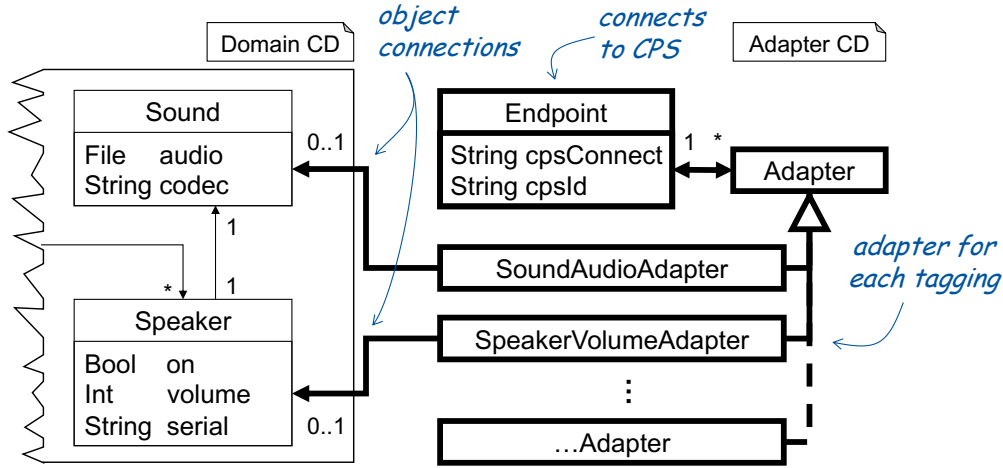 object
connections
connects
to CPS
Domain CD
Adapter CD
Sound
File audio
String codec
0..1
1
1
*
Speaker
Bool on
Int volume
String serial
0..1
Endpoint
String cpsConnect
String cpsId
1 *
Adapter
SoundAudioAdapter
adapter for
each tagging
SpeakerVolumeAdapter
...
…Adapter